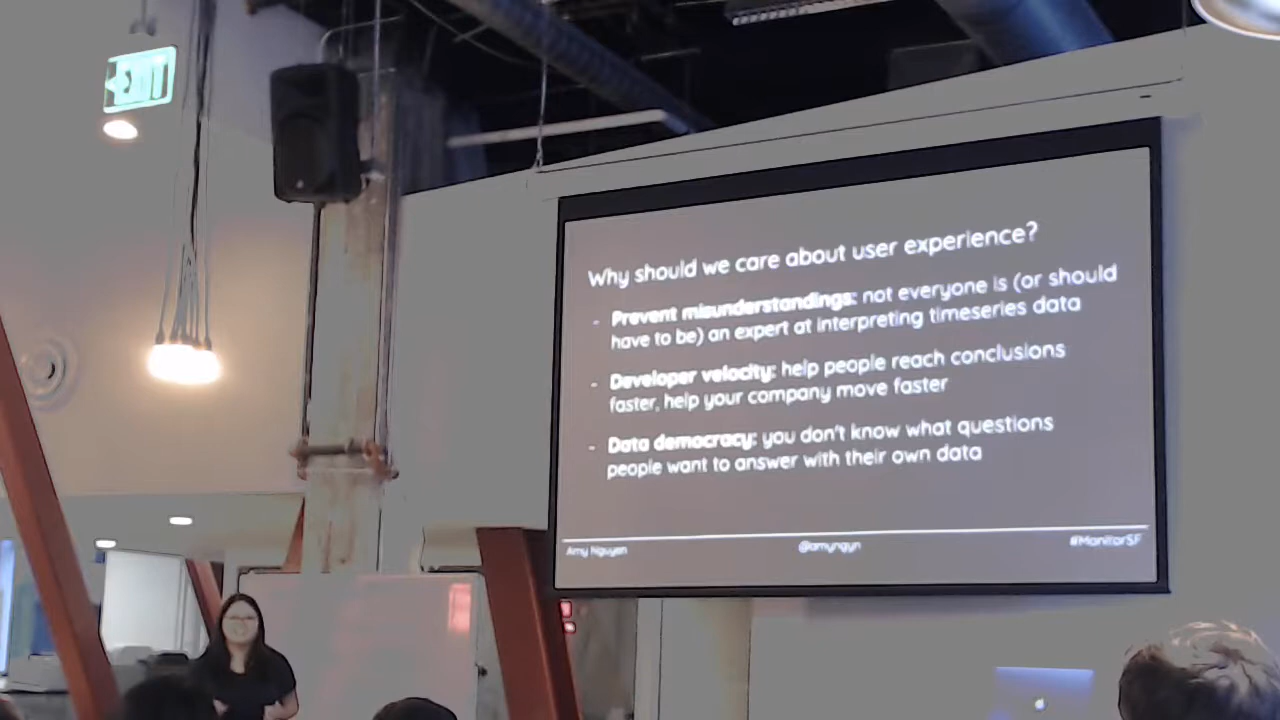 EXIT
Why should we care about user experience?
- Prevent misunderstandings: not everyone is (or should
have to be) an expert at interpreting timeseries data
- Developer velocity: help people reach conclusions
faster, help your company move faster
- Data democracy: you don't know what questions
people want to answer with their own data
Amy Nguyen @amyngyn #MonitorSF